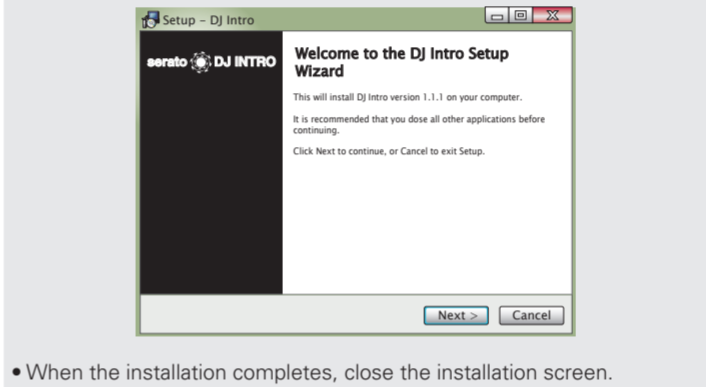 Setup - DJ Intro
serato DJ INTRO
Welcome to the DJ Intro Setup
Wizard
This will install DJ Intro version 1.1.1 on your computer.
It is recommended that you dose all other applications before
continuing.
Click Next to continue, or Cancel to exit Setup.
Next >
Cancel
• When the installation completes, close the installation screen.